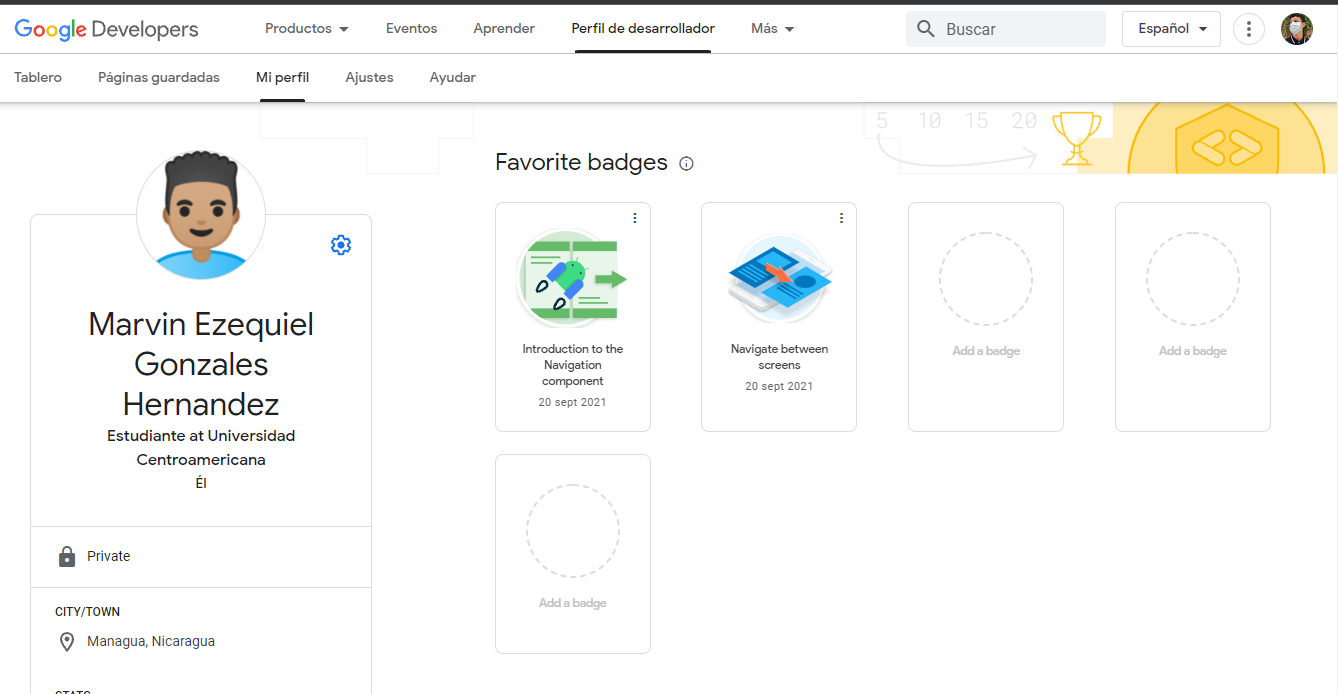 Google Developers
Productos
Eventos
Aprender
Perfil de desarrollador
Más
Buscar
Español
Tablero
Páginas guardadas
Mi perfil
Ajustes
Ayudar
5 10 15 20
Marvin Ezequiel
Gonzales
Hernandez
Estudiante at Universidad
Centroamericana
Él
Private
CITY/TOWN
Managua, Nicaragua
STATS
Favorite badges
Introduction to the
Navigation
component
20 sept 2021
Navigate between
screens
20 sept 2021
Add a badge
Add a badge
Add a badge